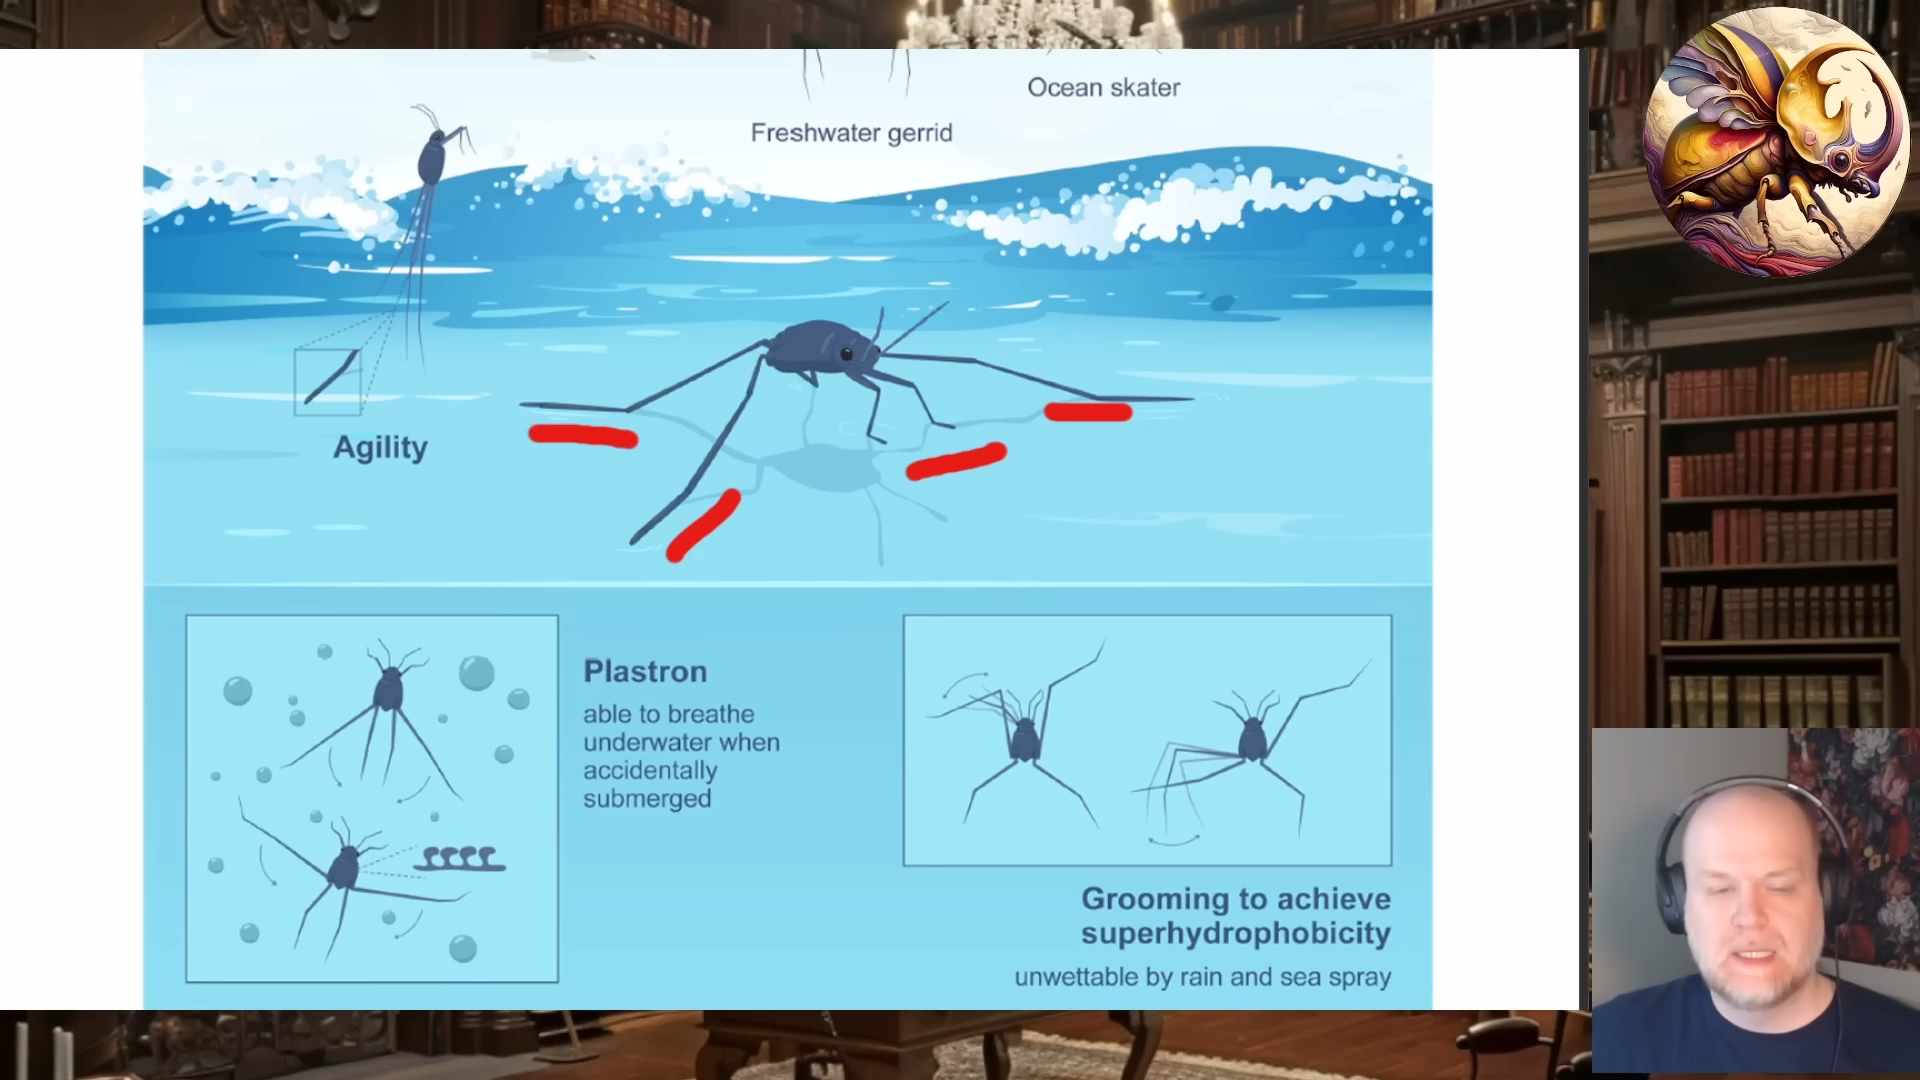 Ocean skater
Freshwater gerrid
Agility
Plastron
able to breathe
underwater when
accidentally
submerged
Grooming to achieve
superhydrophobicity
unwettable by rain and sea spray